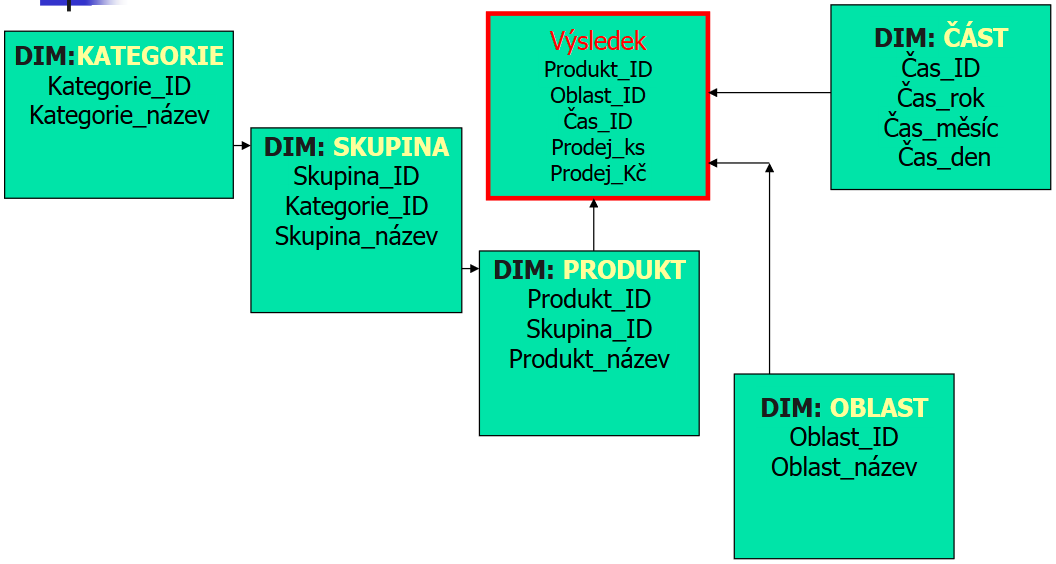 DIM:KATEGORIE
Kategorie_ID
Kategorie_název
DIM: SKUPINA
Skupina_ID
Kategorie_ID
Skupina_název
Výsledek
Produkt_ID
Oblast_ID
Čas_ID
Prodej_ks
Prodej_Kč
DIM: PRODUKT
Produkt_ID
Skupina_ID
Produkt_název
DIM: ČÁST
Čas_ID
Čas_rok
Čas_měsíc
Čas_den
DIM: OBLAST
Oblast_ID
Oblast_název